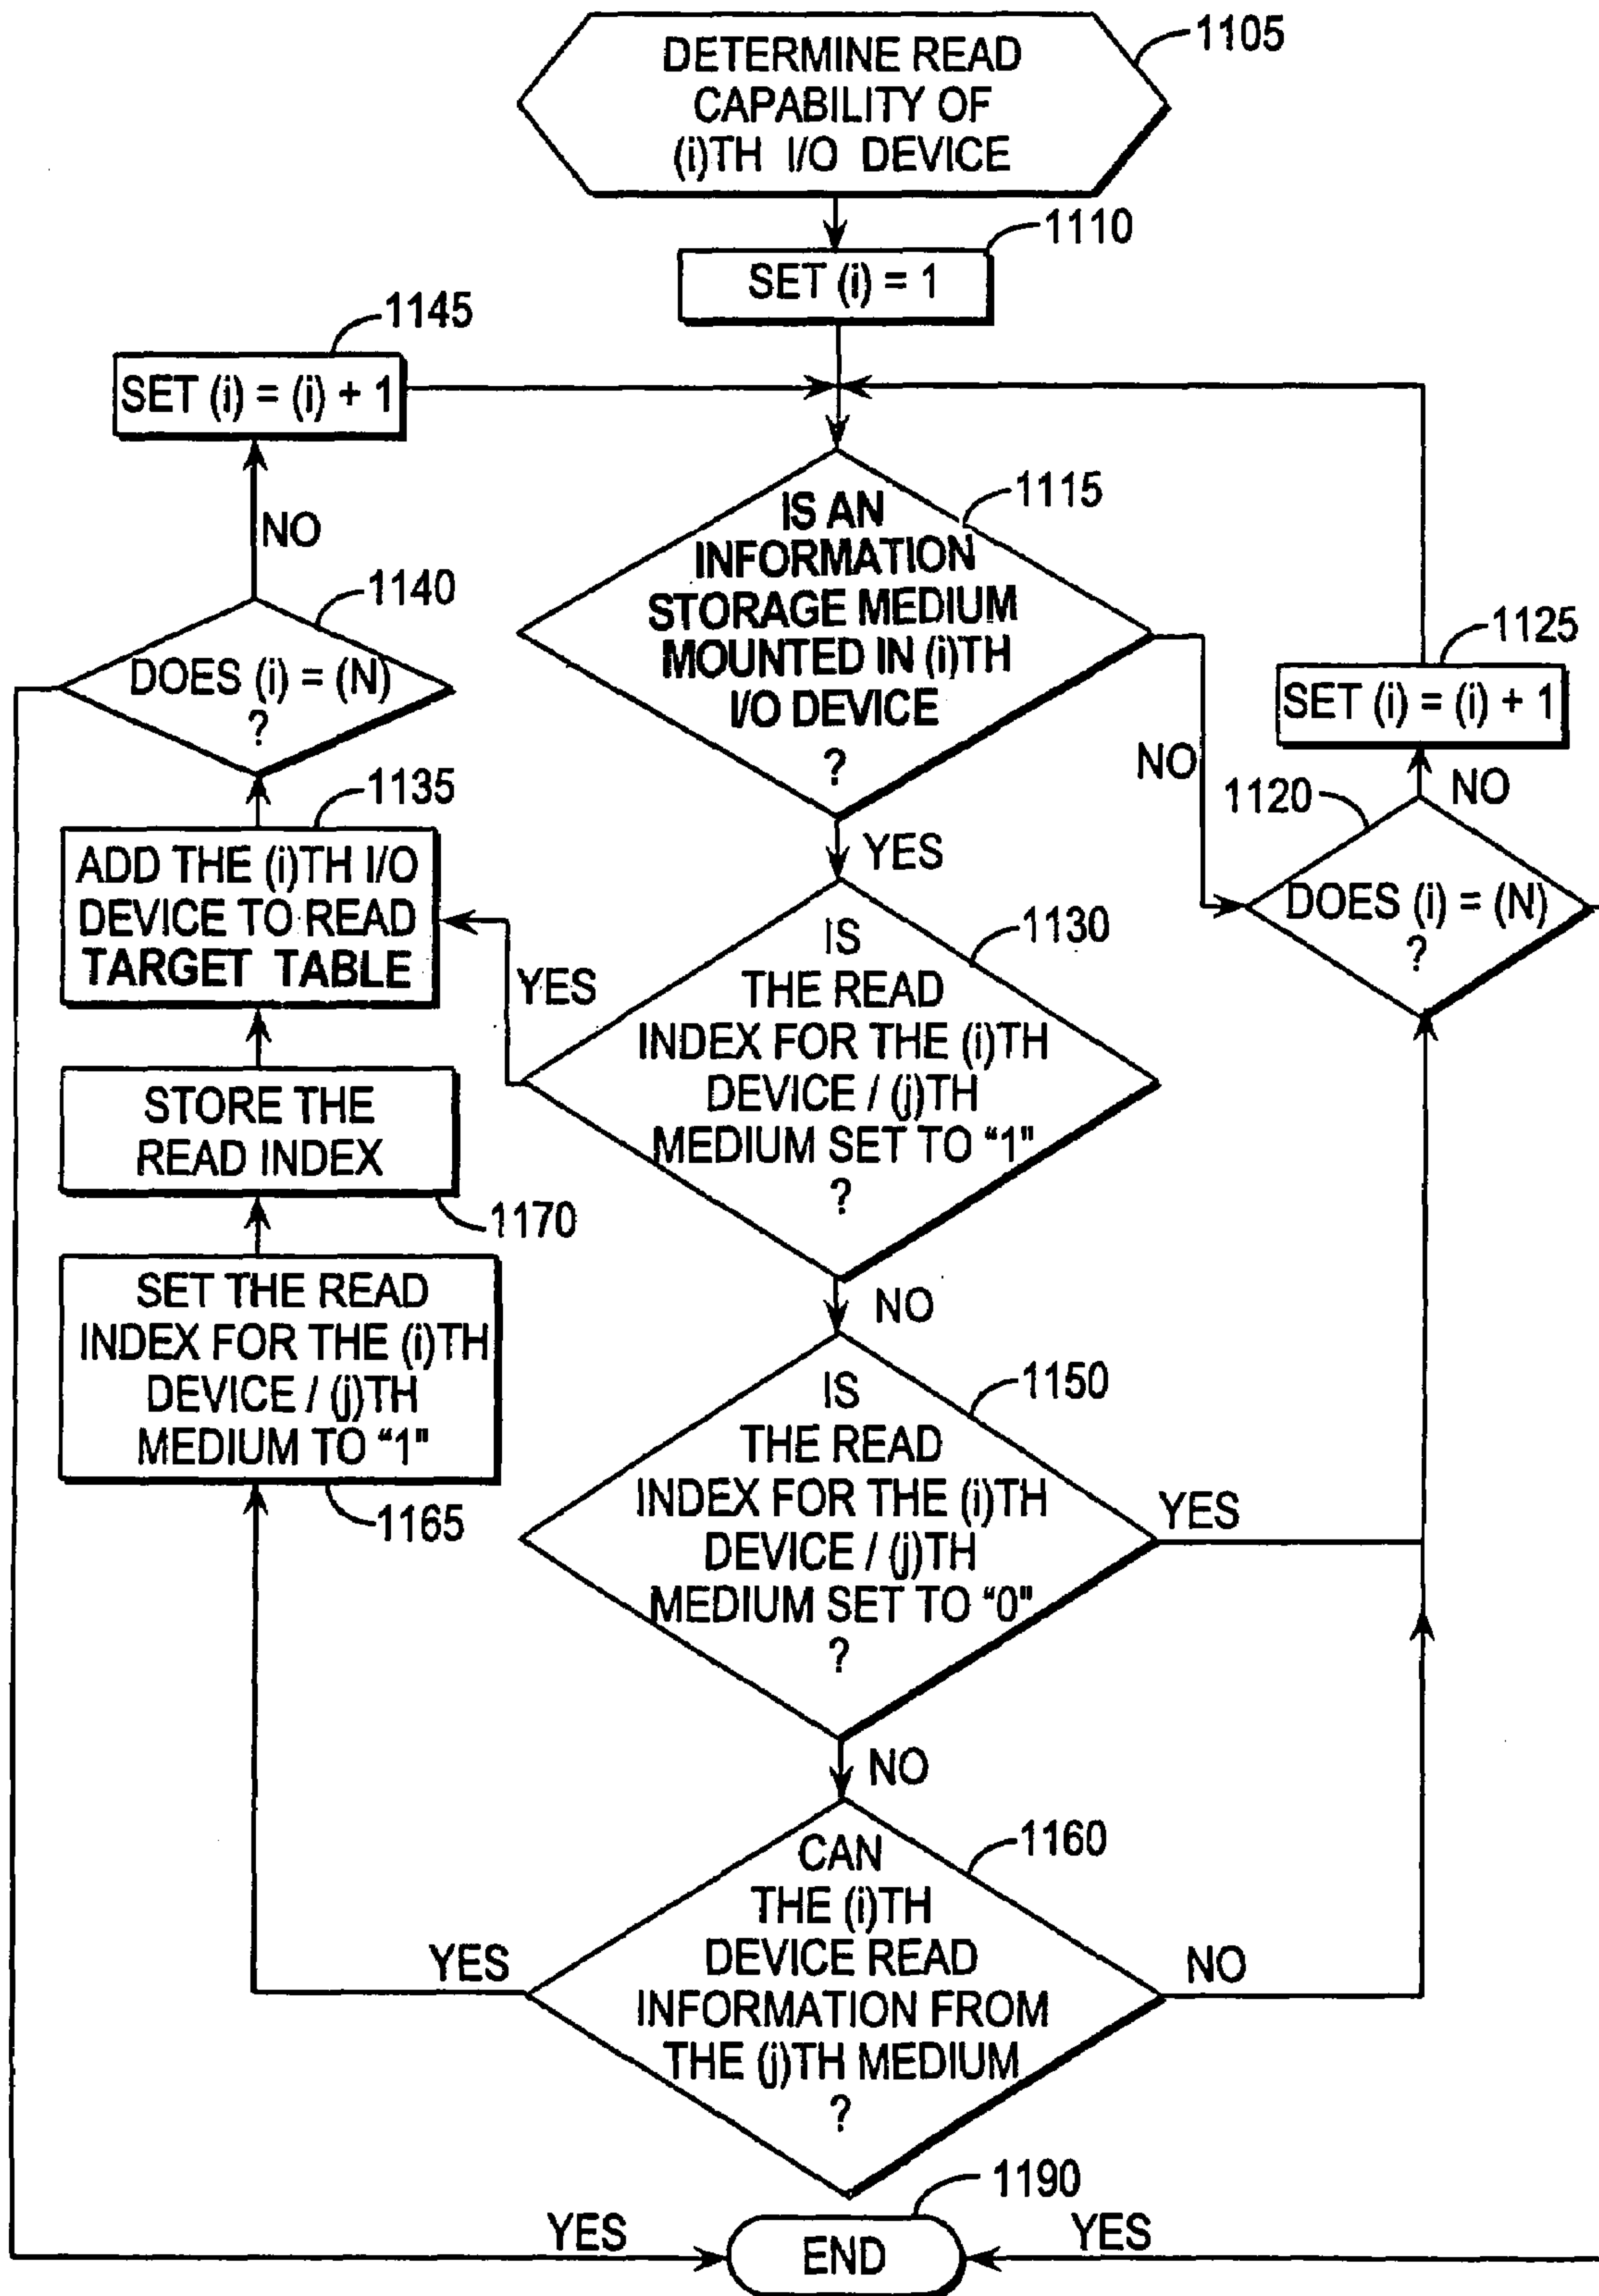 DETERMINE READ
CAPABILITY OF
(i)TH I/O DEVICE
1105
SET (i) = 1
1110
SET (i) = (i) + 1
1145
IS AN
INFORMATION
STORAGE MEDIUM
MOUNTED IN (i)TH
I/O DEVICE
?
1115
NO
YES
NO
DOES (i) = (N)
?
1140
SET (i) = (i) + 1
1125
NO
DOES (i) = (N)
?
1120
ADD THE (i)TH I/O
DEVICE TO READ
TARGET TABLE
1135
YES
IS
THE READ
INDEX FOR THE (i)TH
DEVICE / (j)TH
MEDIUM SET TO “1"
?
1130
NO
STORE THE
READ INDEX
1170
SET THE READ
INDEX FOR THE (i)TH
DEVICE / (j)TH
MEDIUM TO “1"
1165
IS
THE READ
INDEX FOR THE (i)TH
DEVICE / (j)TH
MEDIUM SET TO “0"
?
1150
YES
NO
CAN
THE (i)TH
DEVICE READ
INFORMATION FROM
THE (j)TH MEDIUM
?
1160
YES
NO
YES
END
1190
YES